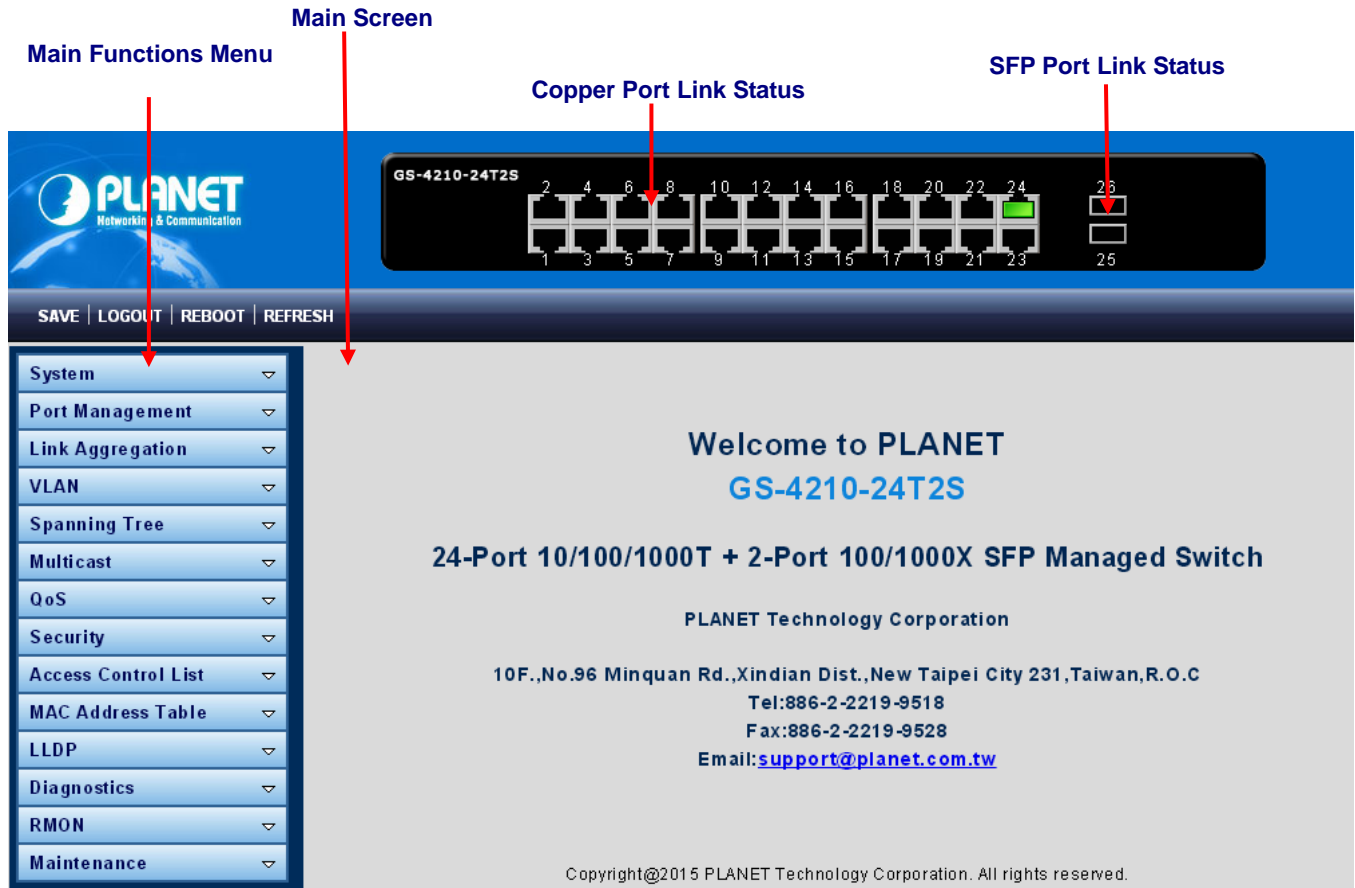 Main Screen
Main Functions Menu
SFP Port Link Status
Copper Port Link Status
PLANET
Networking & Communication
GS-4210-24T2S
2 4 6 8 10 12 14 16 18 20 22 24 26
1 3 5 7 9 11 13 15 17 19 21 23 25
SAVE | LOGOUT | REBOOT | REFRESH
System
Port Management
Link Aggregation
VLAN
Spanning Tree
Multicast
QoS
Security
Access Control List
MAC Address Table
LLDP
Diagnostics
RMON
Maintenance
Welcome to PLANET
GS-4210-24T2S
24-Port 10/100/1000T + 2-Port 100/1000X SFP Managed Switch
PLANET Technology Corporation
10F.,No.96 Minquan Rd.,Xindian Dist.,New Taipei City 231,Taiwan,R.O.C
Tel:886-2-2219-9518
Fax:886-2-2219-9528
Email:support@planet.com.tw
Copyright@2015 PLANET Technology Corporation. All rights reserved.